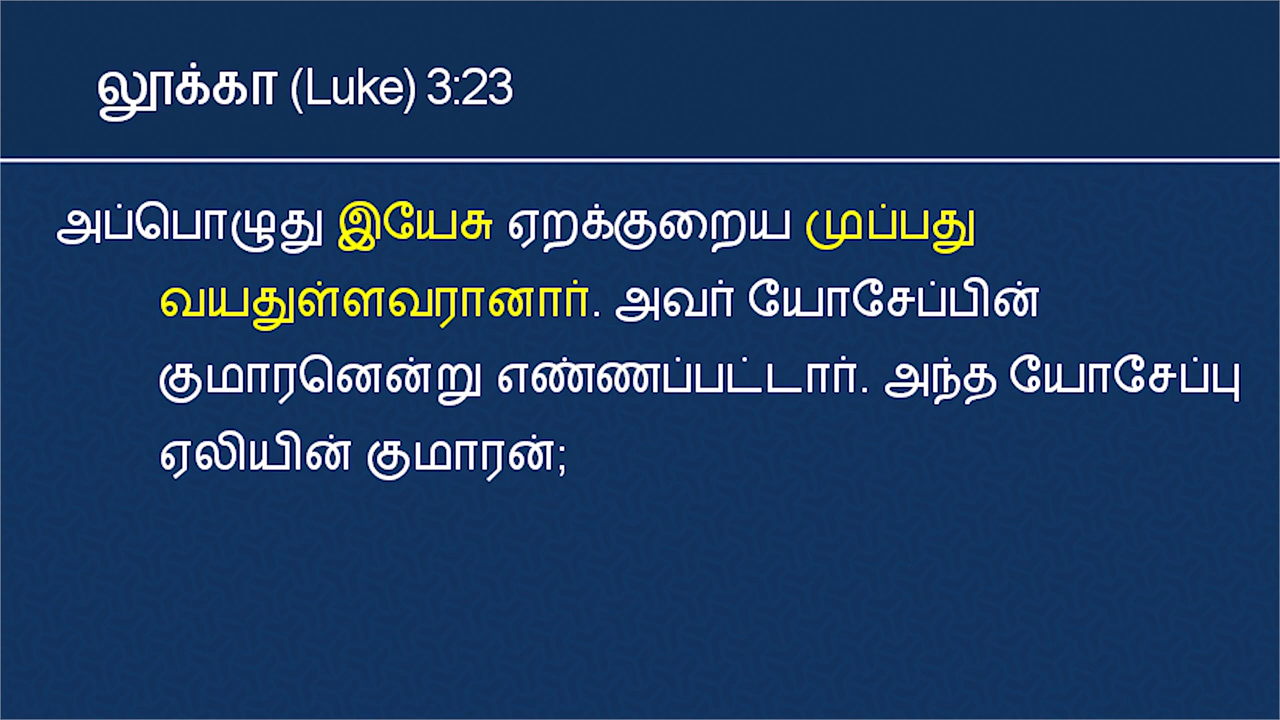 லூக்கா (Luke) 3:23
அப்பொழுது இயேசு ஏறக்குறைய முப்பது
வயதுள்ளவரானார். அவர் யோசேப்பின்
குமாரனென்று எண்ணப்பட்டார். அந்த யோசேப்பு
ஏலியின் குமாரன்;